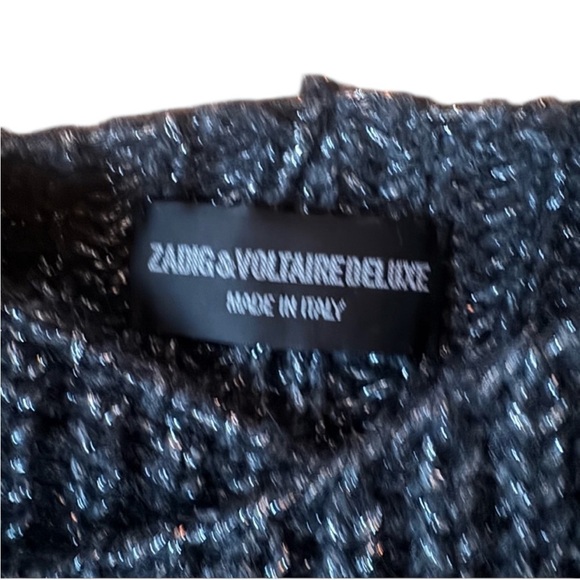 ZADIG & VOLTAIRE DELUXE
MADE IN ITALY